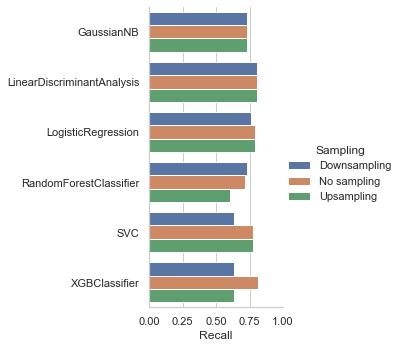 GaussianNB
LinearDiscriminantAnalysis
LogisticRegression
RandomForestClassifier
SVC
XGBClassifier
0.00 0.25 0.50 0.75 1.00
Recall
Sampling
Downsampling
No sampling
Upsampling